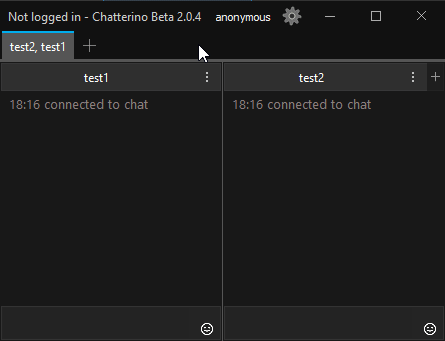 Not logged in - Chatterino Beta 2.0.4 anonymous
test2, test1
test1 test2
18:16 connected to chat 18:16 connected to chat